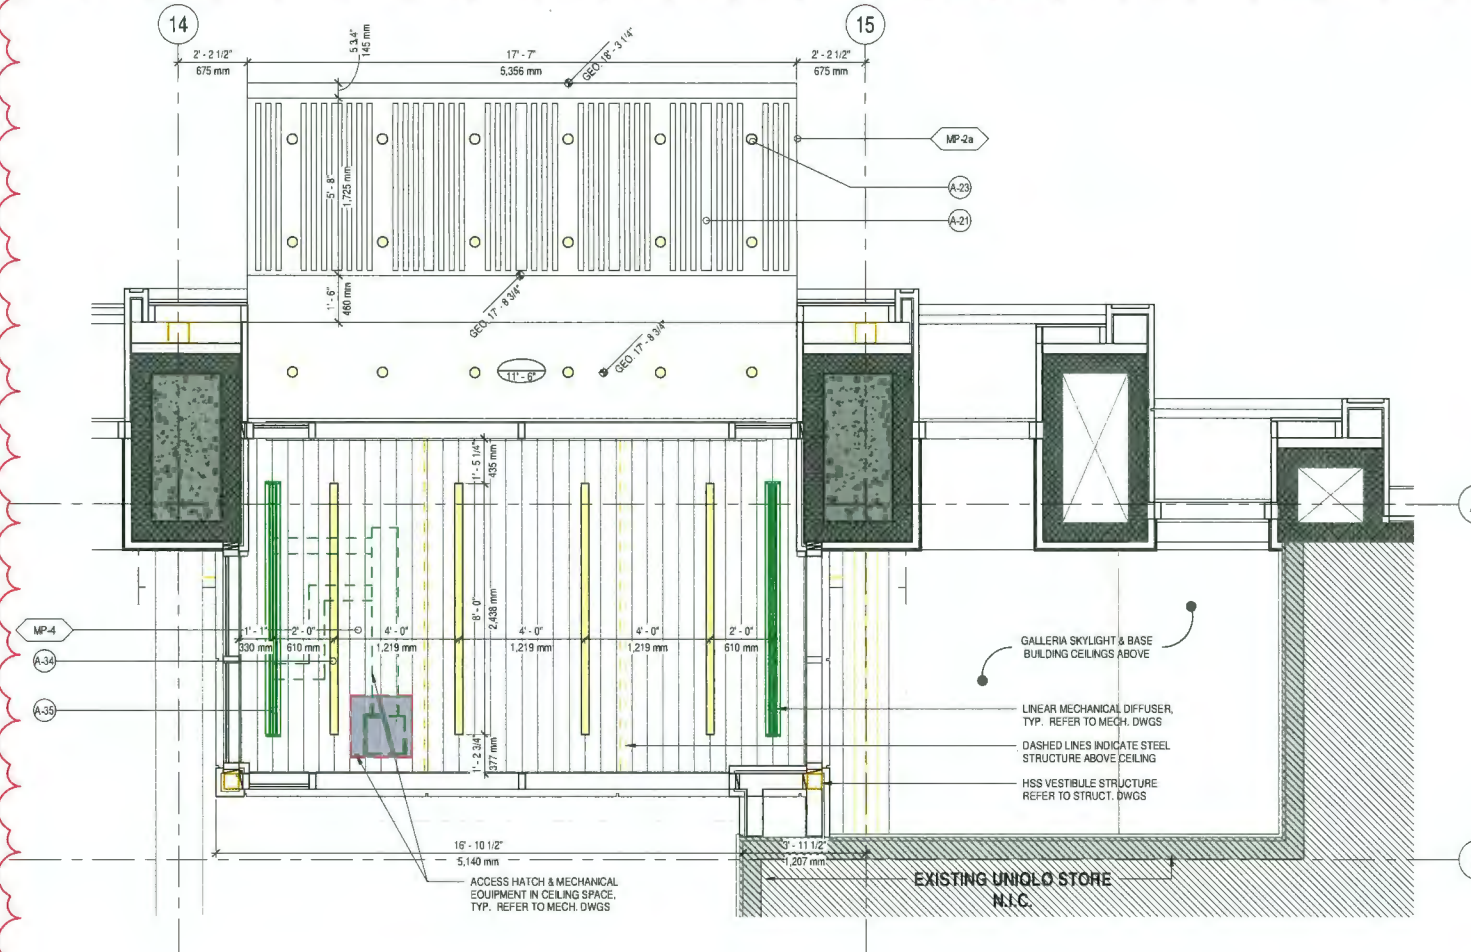 14
15
2' - 2 1/2"
675 mm
5 3/4"
145 mm
17' - 7"
5,356 mm
GEO. 18' - 3 1/4"
2' - 2 1/2"
675 mm
MP-2a
5' - 8"
1,725 mm
A-23
A-21
1' - 6"
460 mm
GEO. 17' - 8 3/4"
GEO. 17' - 8 3/4"
11' - 6"
1' - 5 1/4"
435 mm
8' - 0"
2,438 mm
MP-4
A-34
A-35
1' - 1"
330 mm
2' - 0"
610 mm
4' - 0"
1,219 mm
4' - 0"
1,219 mm
4' - 0"
1,219 mm
2' - 0"
610 mm
1' - 2 3/4"
377 mm
GALLERIA SKYLIGHT & BASE
BUILDING CEILINGS ABOVE
LINEAR MECHANICAL DIFFUSER,
TYP. REFER TO MECH. DWGS
DASHED LINES INDICATE STEEL
STRUCTURE ABOVE CEILING
HSS VESTIBULE STRUCTURE
REFER TO STRUCT. DWGS
16' - 10 1/2"
5,140 mm
3' - 11 1/2"
1,207 mm
ACCESS HATCH & MECHANICAL
EQUIPMENT IN CEILING SPACE,
TYP. REFER TO MECH. DWGS
EXISTING UNIQLO STORE
N.I.C.